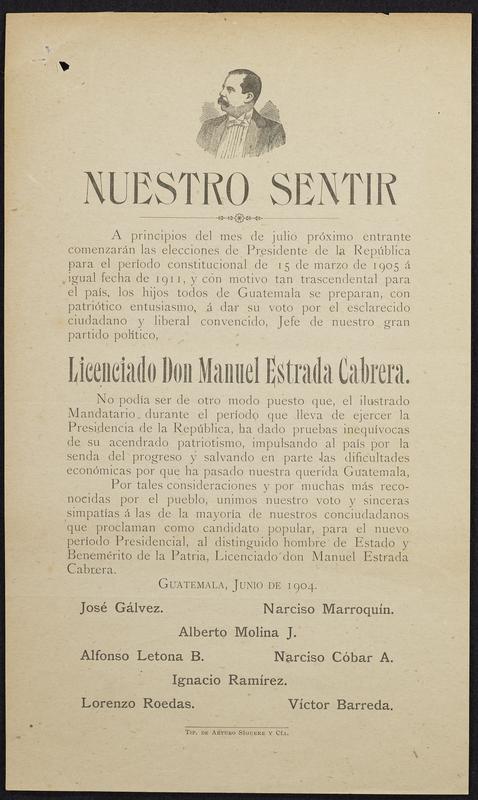 NUESTRO SENTIR
A principios del mes de julio próximo entrante
comenzarán las elecciones de Presidente de la República
para el período constitucional de 15 de marzo de 1905 á
igual fecha de 1911, y con motivo tan trascendental para
el país, los hijos todos de Guatemala se preparan, con
patriótico entusiasmo, á dar su voto por el esclarecido
ciudadano y liberal convencido, Jefe de nuestro gran
partido político,
Licenciado Don Manuel Estrada Cabrera.
No podía ser de otro modo puesto que, el ilustrado
Mandatario durante el período que lleva de ejercer la
Presidencia de la República, ha dado pruebas inequívocas
de su acendrado patriotismo, impulsando al país por la
senda del progreso y salvando en parte las dificultades
económicas por que ha pasado nuestra querida Guatemala,
Por tales consideraciones y por muchas más reco-
nocidas por el pueblo, unimos nuestro voto y sinceras
simpatías á las de la mayoría de nuestros conciudadanos
que proclaman como candidato popular, para el nuevo
período Presidencial, al distinguido hombre de Estado y
Benemérito de la Patria, Licenciado don Manuel Estrada
Cabrera.
GUATEMALA, JUNIO DE 1904.
José Gálvez. Narciso Marroquín.
Alberto Molina J.
Alfonso Letona B. Narciso Cóbar A.
Ignacio Ramírez.
Lorenzo Roedas. Víctor Barreda.
TIP. DE ARTURO SÍGUERE Y CÍA.